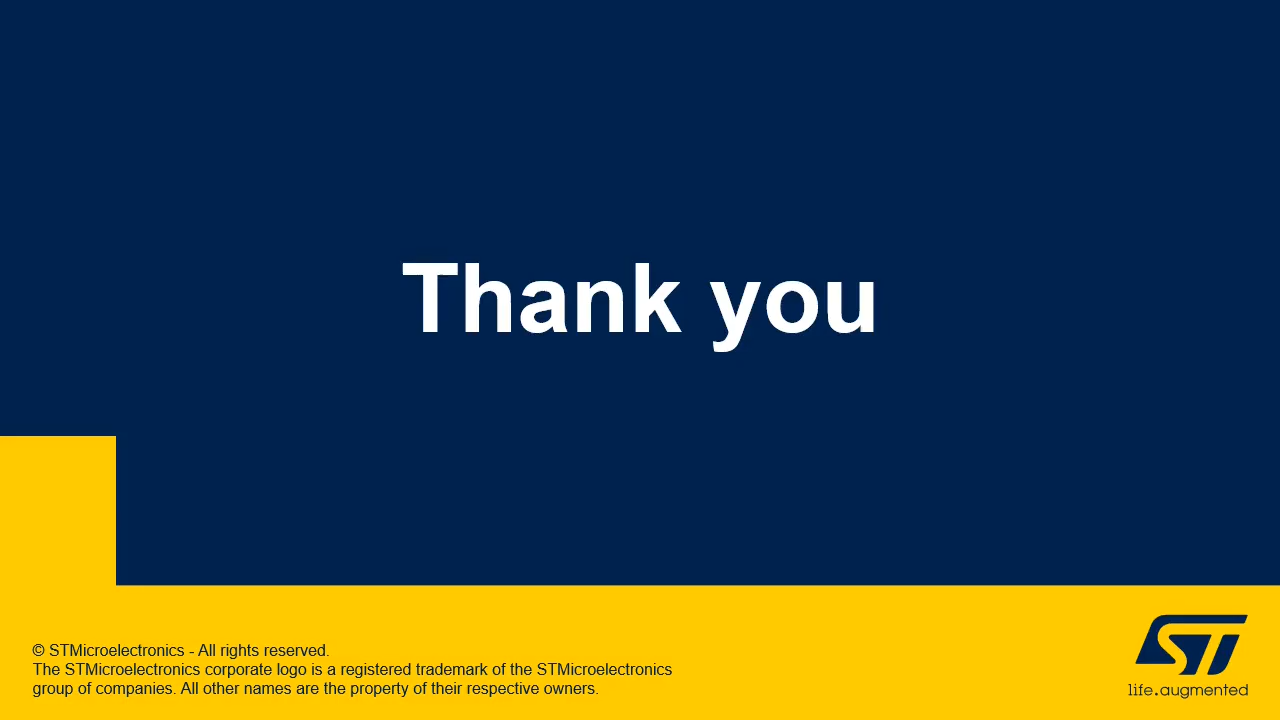 Thank you
© STMicroelectronics - All rights reserved.
The STMicroelectronics corporate logo is a registered trademark of the STMicroelectronics
group of companies. All other names are the property of their respective owners.
ST
life.augmented